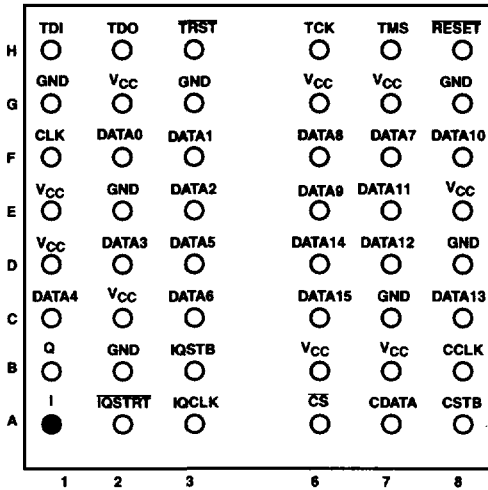 TDI TDO TRST TCK TMS RESET
H
GND VCC GND VCC VCC GND
G
CLK DATA0 DATA1 DATA8 DATA7 DATA10
F
VCC GND DATA2 DATA9 DATA11 VCC
E
VCC DATA3 DATA5 DATA14 DATA12 GND
D
DATA4 VCC DATA6 DATA15 GND DATA13
C
Q GND IQSTB VCC VCC CCLK
B
I IQSTRT IQCLK CS CDATA CSTB
A
1 2 3 6 7 8